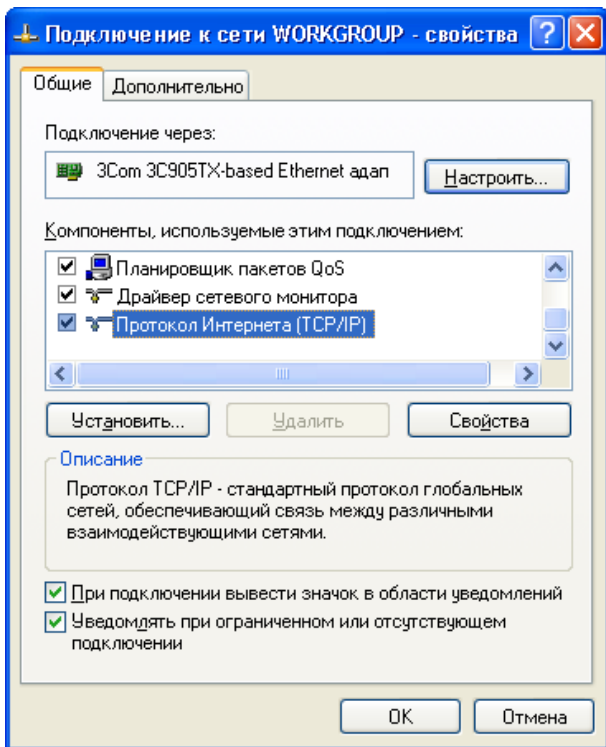 Подключение к сети WORKGROUP - свойства
Общие
Дополнительно
Подключение через:
3Com 3C905TX-based Ethernet адап
Настроить...
Компоненты, используемые этим подключением:
Планировщик пакетов QoS
Драйвер сетевого монитора
Протокол Интернета (TCP/IP)
Установить...
Удалить
Свойства
Описание
Протокол TCP/IP - стандартный протокол глобальных
сетей, обеспечивающий связь между различными
взаимодействующими сетями.
При подключении вывести значок в области уведомлений
Уведомлять при ограниченном или отсутствующем
подключении
OK
Отмена